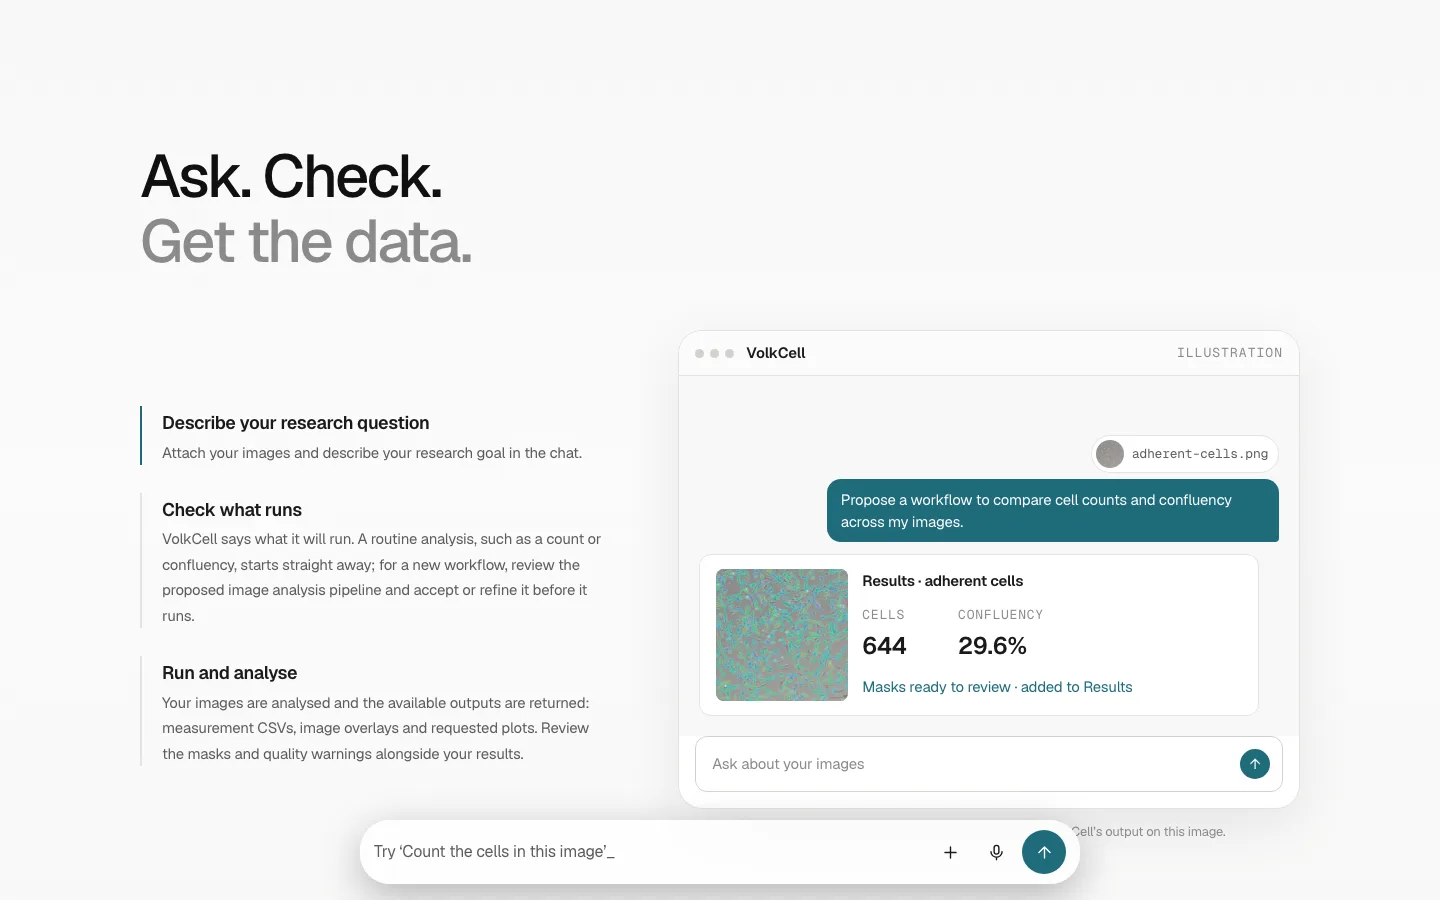 Ask. Check.
Get the data.
Describe your research question
Attach your images and describe your research goal in the chat.
Check what runs
VolkCell says what it will run. A routine analysis, such as a count or
confluency, starts straight away; for a new workflow, review the
proposed image analysis pipeline and accept or refine it before it
runs.
Run and analyse
Your images are analysed and the available outputs are returned:
measurement CSVs, image overlays and requested plots. Review
the masks and quality warnings alongside your results.
VolkCell
ILLUSTRATION
adherent-cells.png
Propose a workflow to compare cell counts and confluency
across my images.
Results · adherent cells
CELLS CONFLUENCY
644 29.6%
Masks ready to review · added to Results
Ask about your images
Cell's output on this image.
Try ‘Count the cells in this image’_